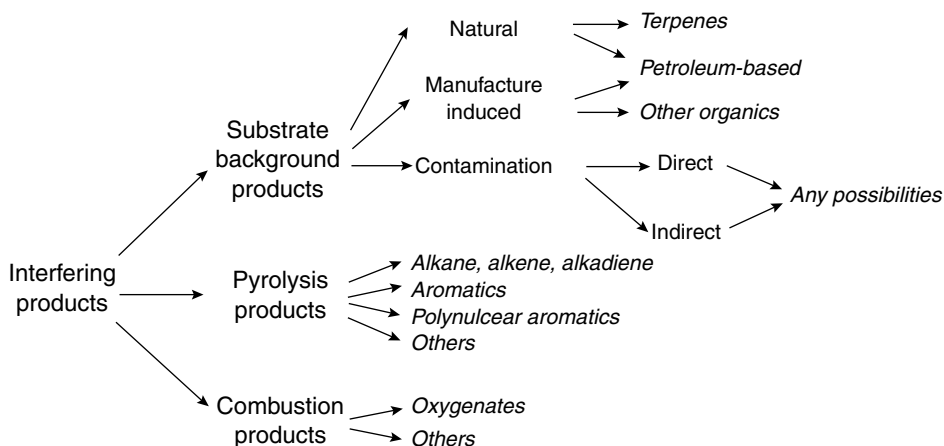 Natural
Terpenes
Petroleum-based
Manufacture
induced
Other organics
Substrate
background
products
Contamination
Direct
Any possibilities
Indirect
Interfering
products
Pyrolysis
products
Alkane, alkene, alkadiene
Aromatics
Polynulcear aromatics
Others
Combustion
products
Oxygenates
Others